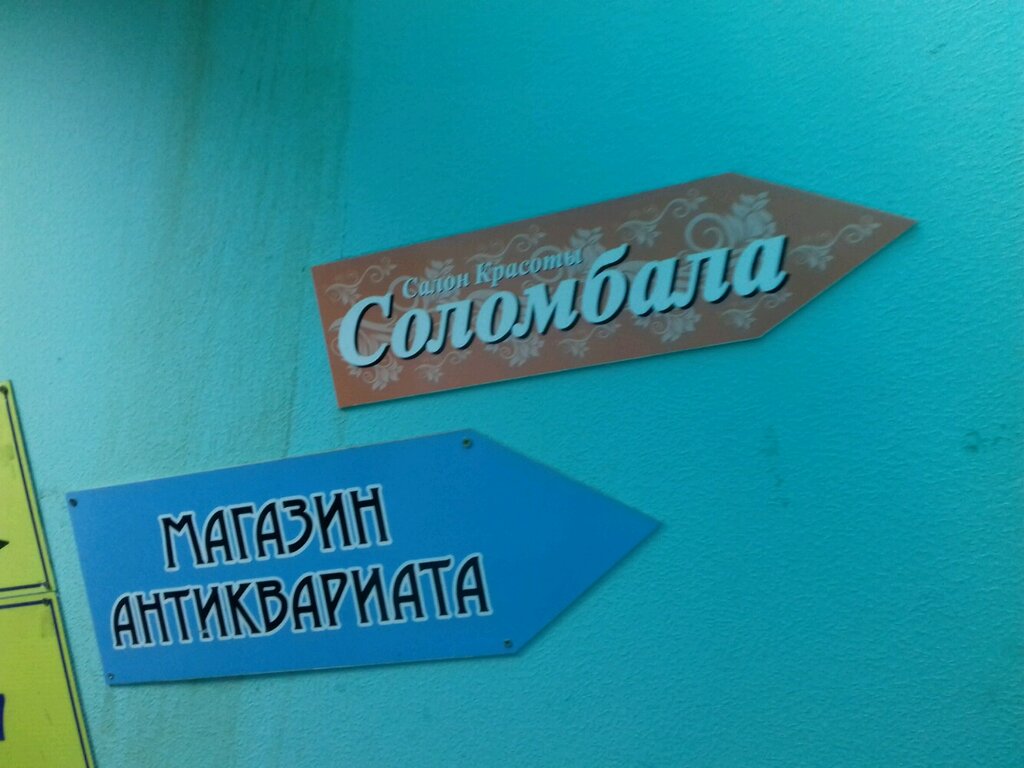 Салон Красоты
Соломбала
МАГАЗИН
АНТИКВАРИАТА